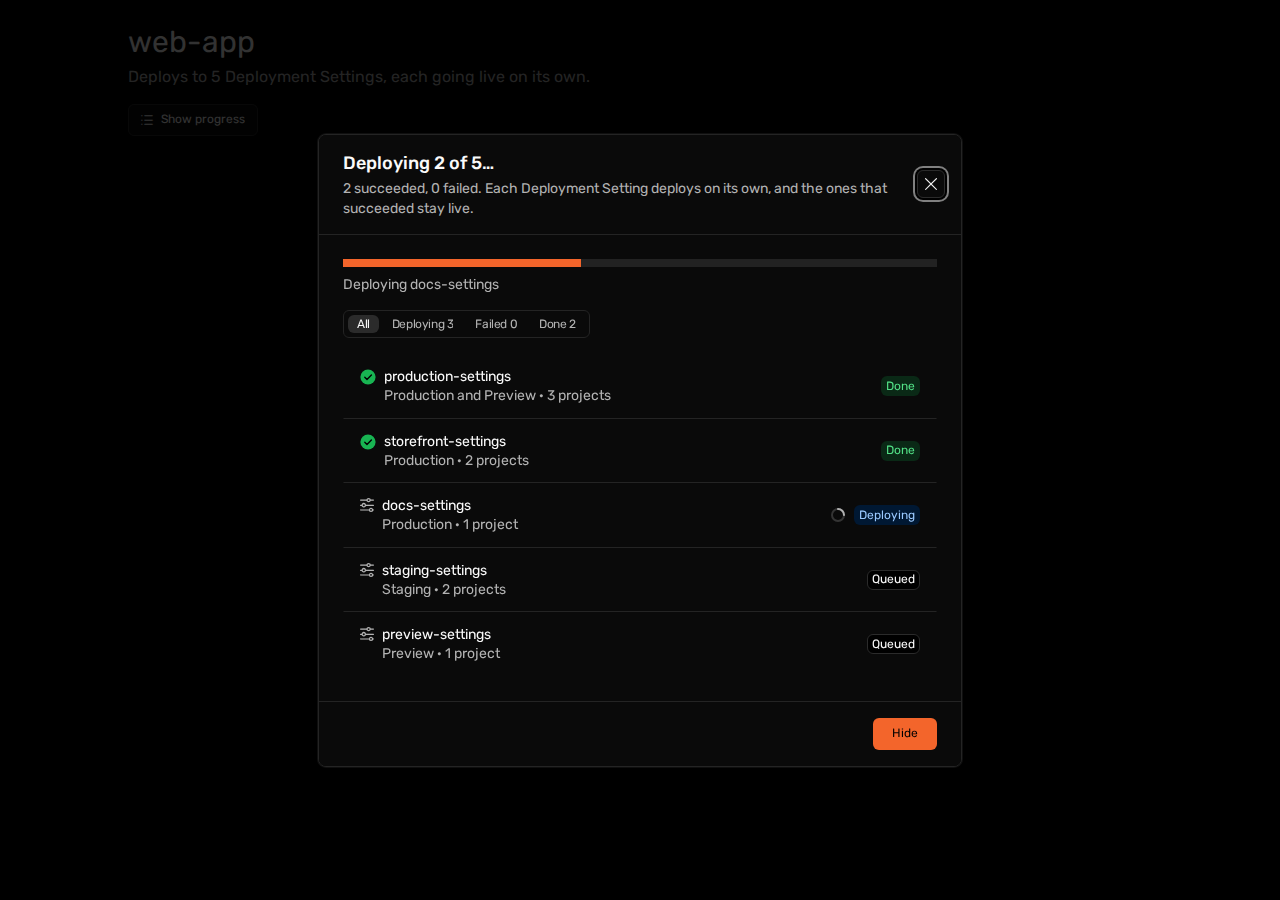 web-app
Deploys to 5 Deployment Settings, each going live on its own.
Show progress
Deploying 2 of 5…
2 succeeded, 0 failed. Each Deployment Setting deploys on its own, and the ones that
succeeded stay live.
Deploying docs-settings
All Deploying 3 Failed 0 Done 2
production-settings
Production and Preview • 3 projects
Done
storefront-settings
Production • 2 projects
Done
docs-settings
Production • 1 project
Deploying
staging-settings
Staging • 2 projects
Queued
preview-settings
Preview • 1 project
Queued
Hide